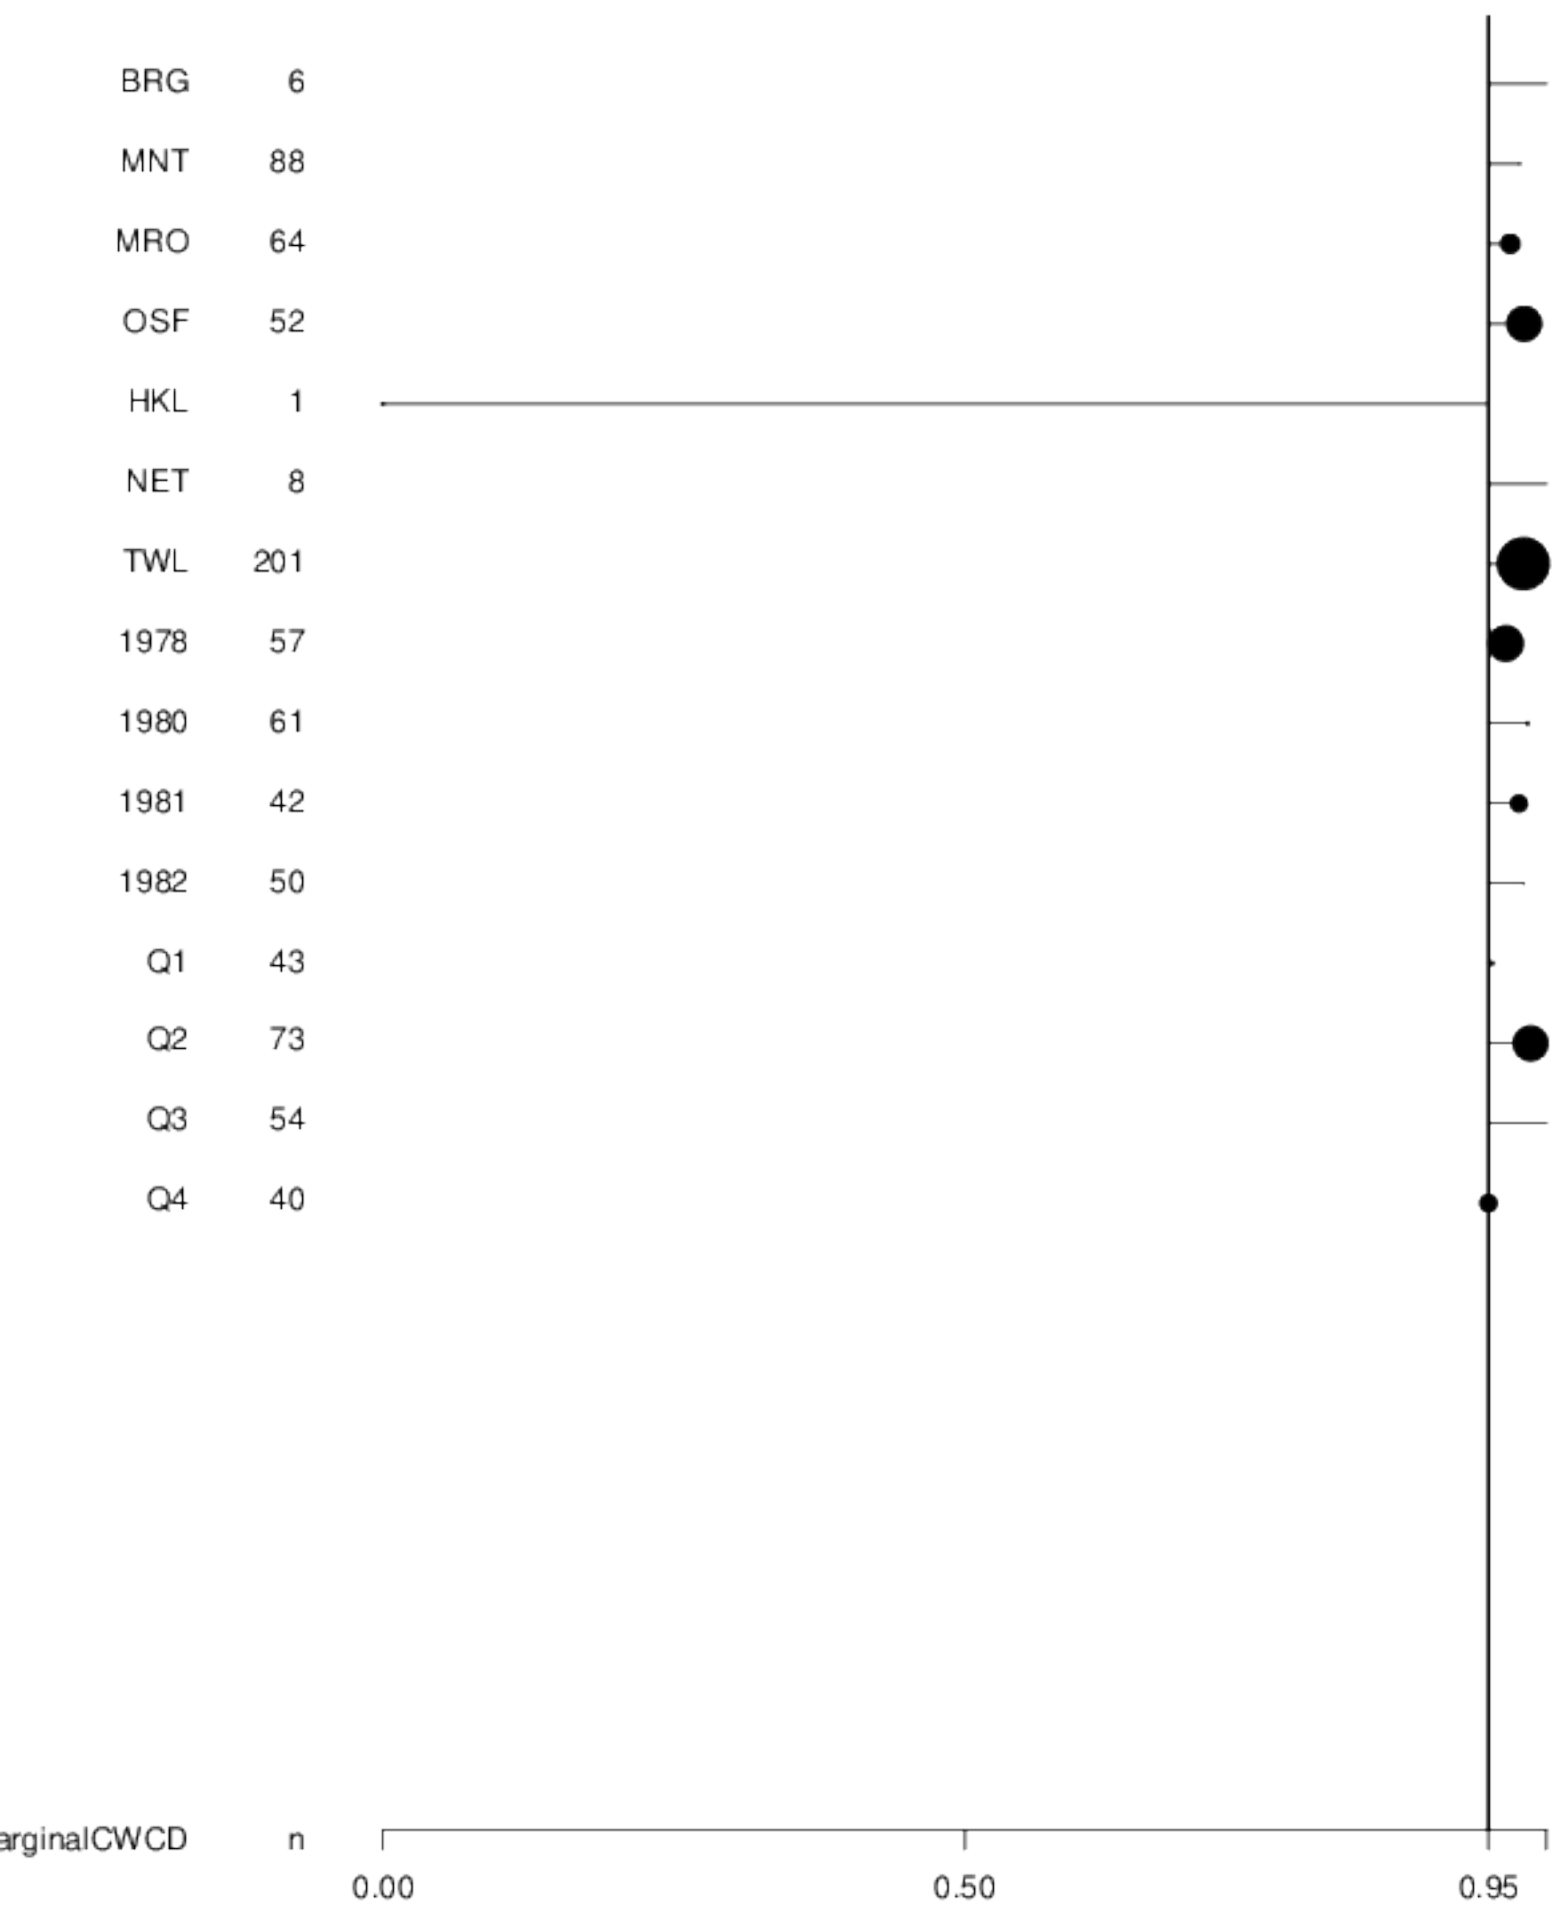 BRG 6
MNT 88
MRO 64
OSF 52
HKL 1
NET 8
TWL 201
1978 57
1980 61
1981 42
1982 50
Q1 43
Q2 73
Q3 54
Q4 40
arginalCWCD n
0.00 0.50 0.95